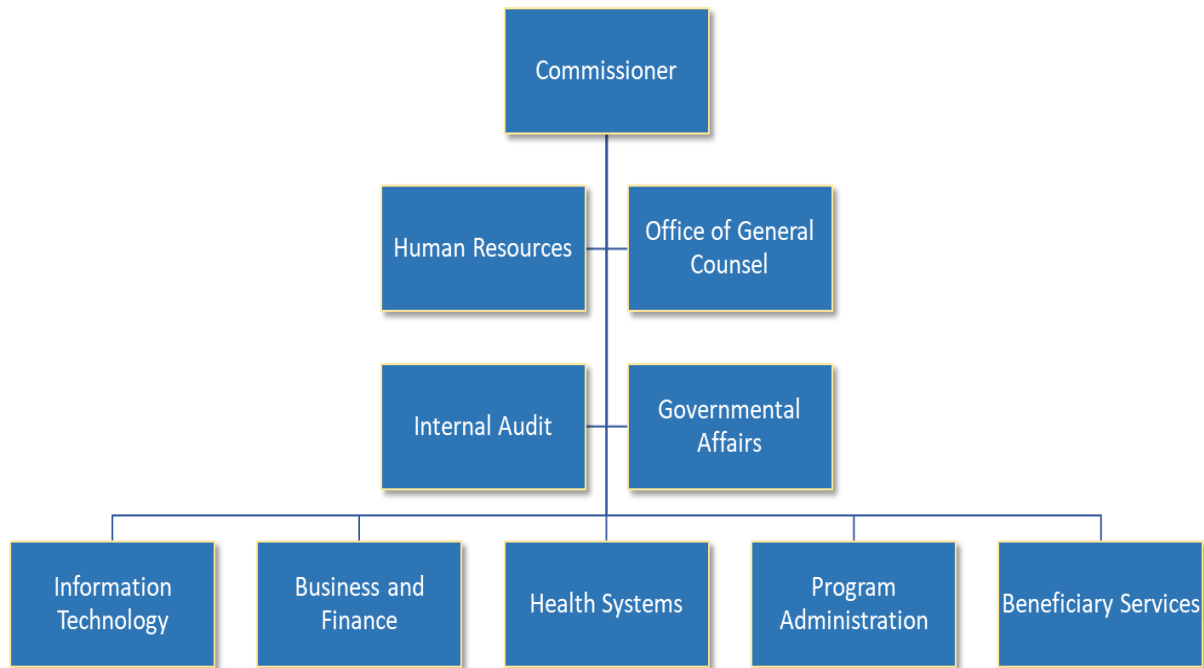 Commissioner
Human Resources
Office of General
Counsel
Internal Audit
Governmental
Affairs
Information
Technology
Business and
Finance
Health Systems
Program
Administration
Beneficiary Services